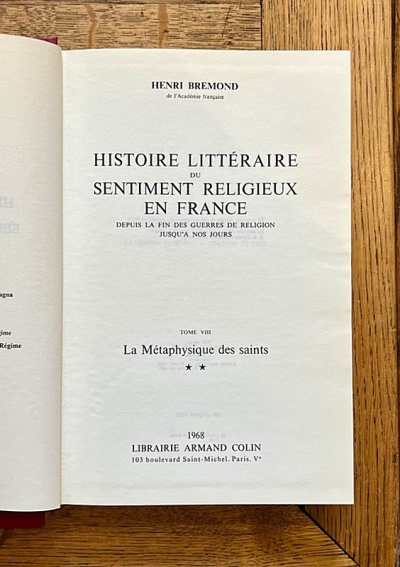 HENRI BREMOND
de l'Académie française
HISTOIRE LITTÉRAIRE
DU
SENTIMENT RELIGIEUX
EN FRANCE
DEPUIS LA FIN DES GUERRES DE RELIGION
JUSQU'A NOS JOURS
TOME VIII
La Métaphysique des saints
★ ★
1968
LIBRAIRIE ARMAND COLIN
103 boulevard Saint-Michel. Paris. Vᵉ
Régime